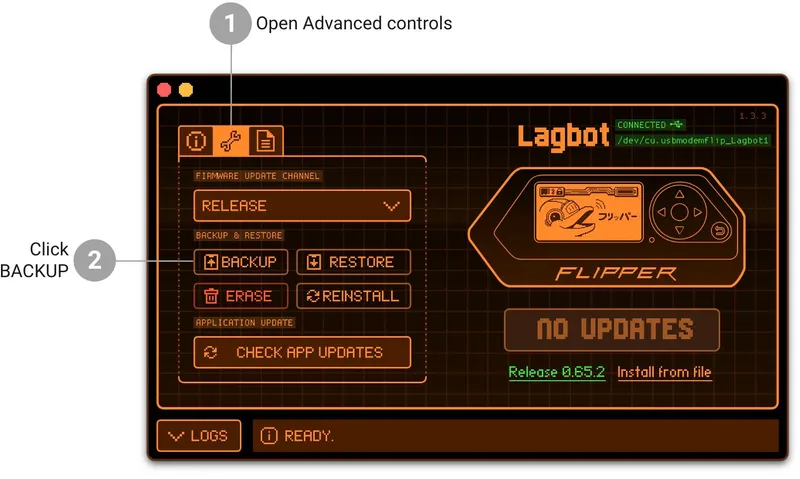 1 Open Advanced controls
1.3.3
Lagbot
CONNECTED
/dev/cu.usbmodemflip_Lagbot1
FIRMWARE UPDATE CHANNEL
RELEASE
BACKUP & RESTORE
Click
BACKUP
2
BACKUP
RESTORE
ERASE
REINSTALL
APPLICATION UPDATE
CHECK APP UPDATES
フリッパー
FLIPPER
NO UPDATES
Release 0.65.2
Install from file
LOGS
READY.